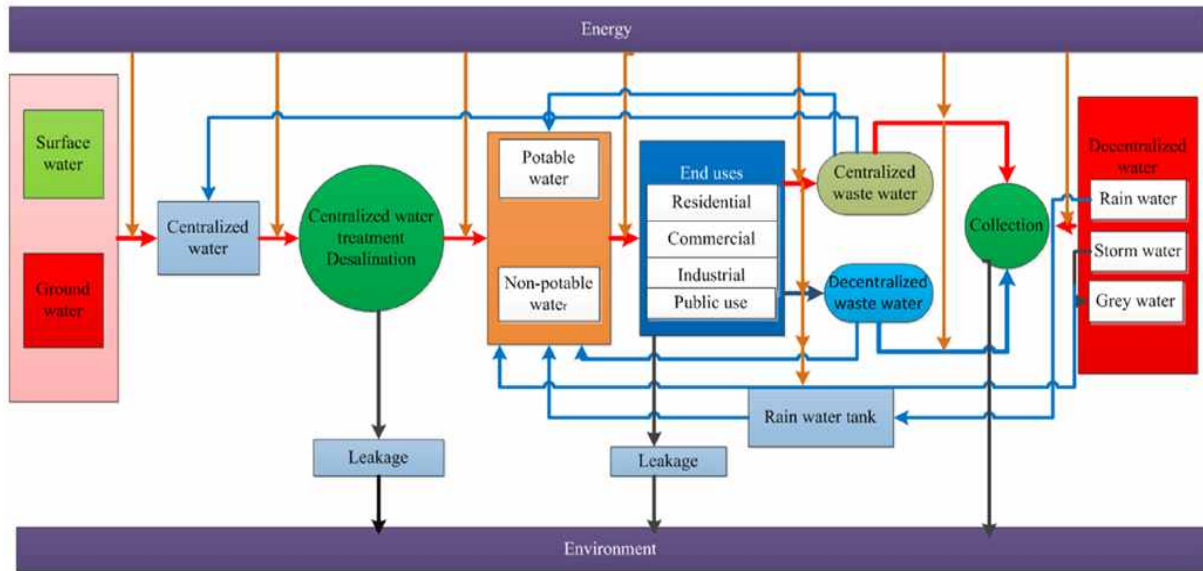 Energy
Surface
water
Ground
water
Centralized
water
Centralized water
treatment
Desalination
Potable
water
Non-potable
water
End uses
Residential
Commercial
Industrial
Public use
Centralized
waste water
Decentralized
waste water
Collection
Decentralized
water
Rain water
Storm water
Grey water
Rain water tank
Leakage
Leakage
Environment